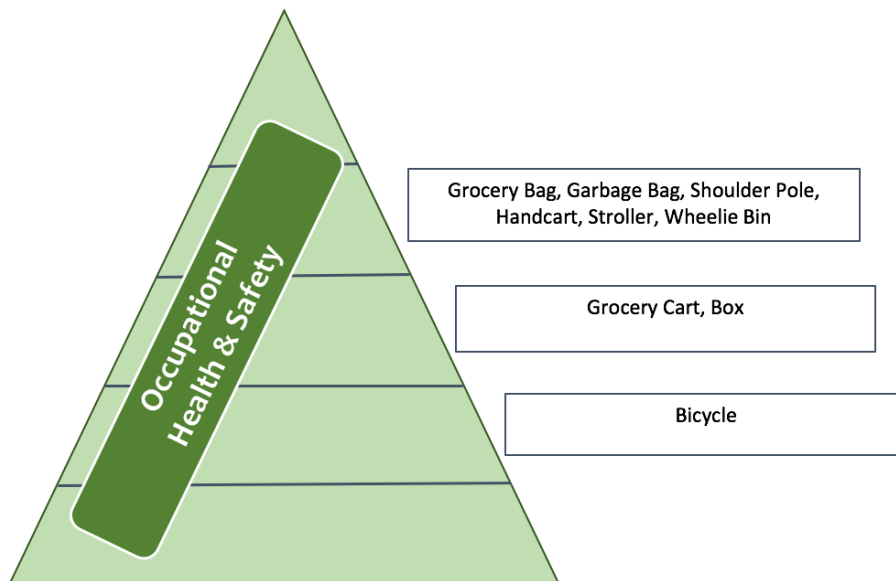 Occupational
Health & Safety
Grocery Bag, Garbage Bag, Shoulder Pole,
Handcart, Stroller, Wheelie Bin
Grocery Cart, Box
Bicycle